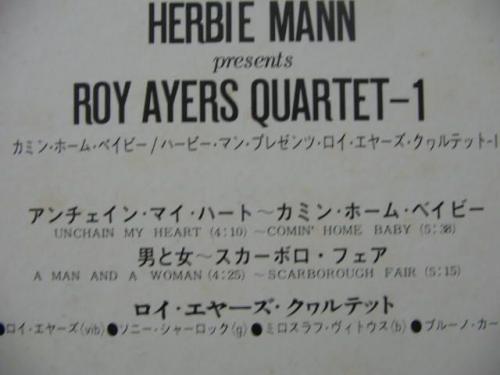 HERBIE MANN
presents
ROY AYERS QUARTET-1
カミン・ホーム・ベイビー/ハービー・マン・プレゼンツ・ロイ・エヤーズ・クヮルテット-1
アンチェイン・マイ・ハート～カミン・ホーム・ベイビー
UNCHAIN MY HEART (4:10) ～COMIN' HOME BABY (5:38)
男と女～スカーボロ・フェア
A MAN AND A WOMAN (4:25) ～SCARBOROUGH FAIR (5:15)
ロイ・エヤーズ・クヮルテット
●ロイ・エヤーズ(vib)●ソニー・シャーロック(g)●ミロスラフ・ヴィトウス(b)●ブルーノ・カー